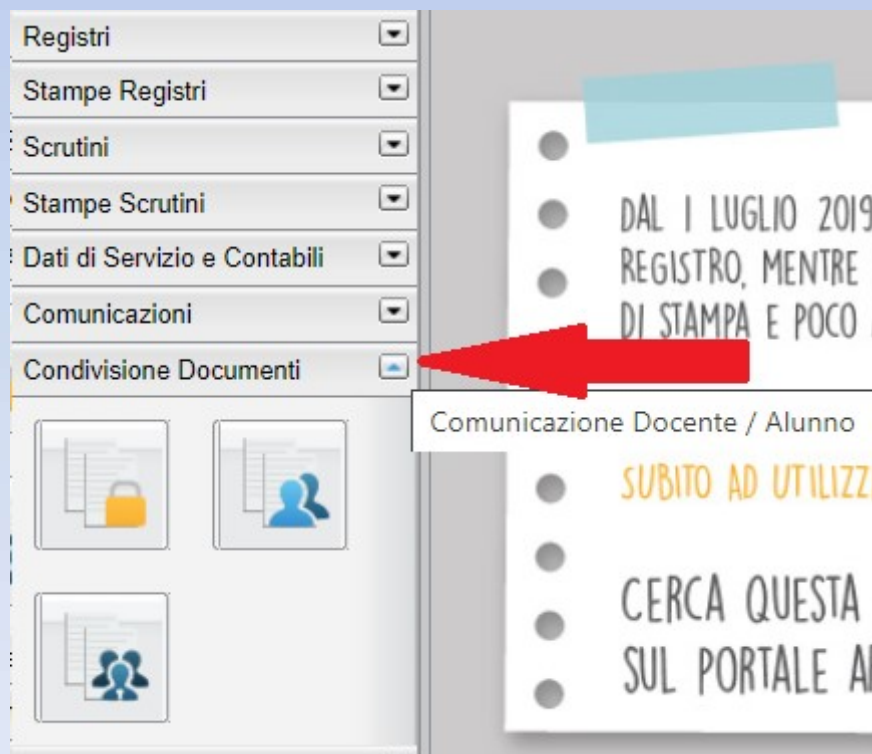 Registri
Stampe Registri
Scrutini
Stampe Scrutini
Dati di Servizio e Contabili
Comunicazioni
Condivisione Documenti
Comunicazione Docente / Alunno
DAL 1 LUGLIO 2019
REGISTRO, MENTRE
DI STAMPA E POCO
SUBITO AD
CERCA QUESTA
SUL PORTALE